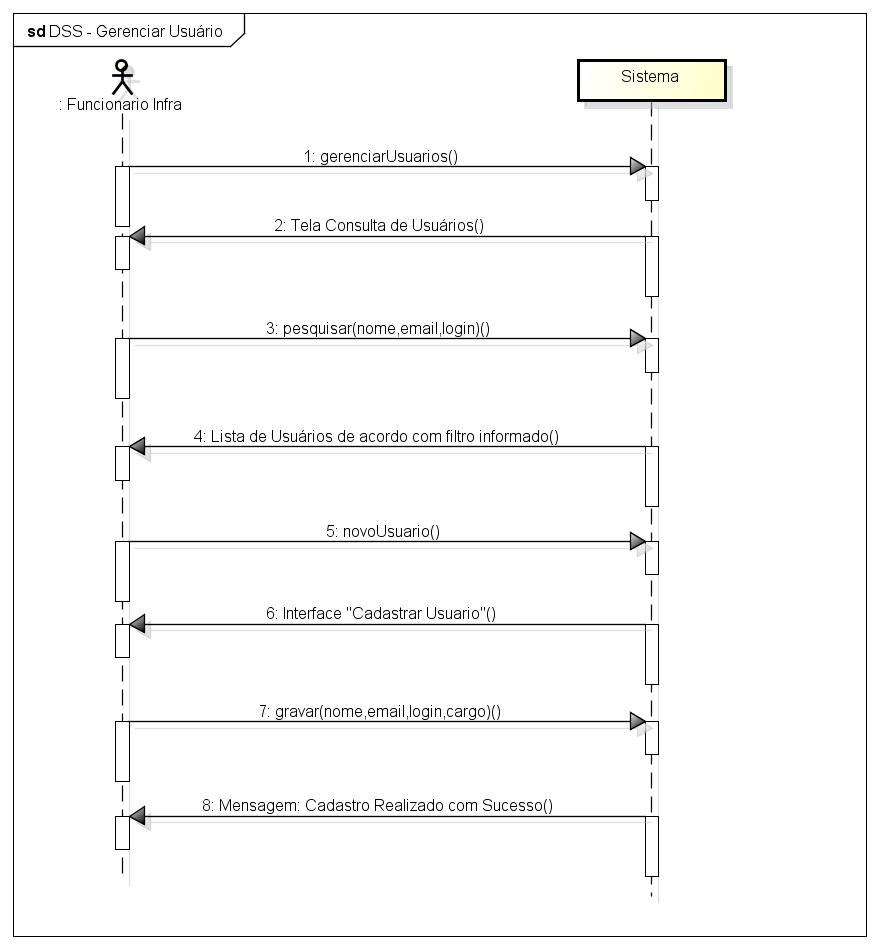 sd DSS - Gerenciar Usuário
: Funcionario Infra
Sistema
1: gerenciarUsuarios()
2: Tela Consulta de Usuários()
3: pesquisar(nome,email,login)()
4: Lista de Usuários de acordo com filtro informado()
5: novoUsuario()
6: Interface "Cadastrar Usuario"()
7: gravar(nome,email,login,cargo)()
8: Mensagem: Cadastro Realizado com Sucesso()